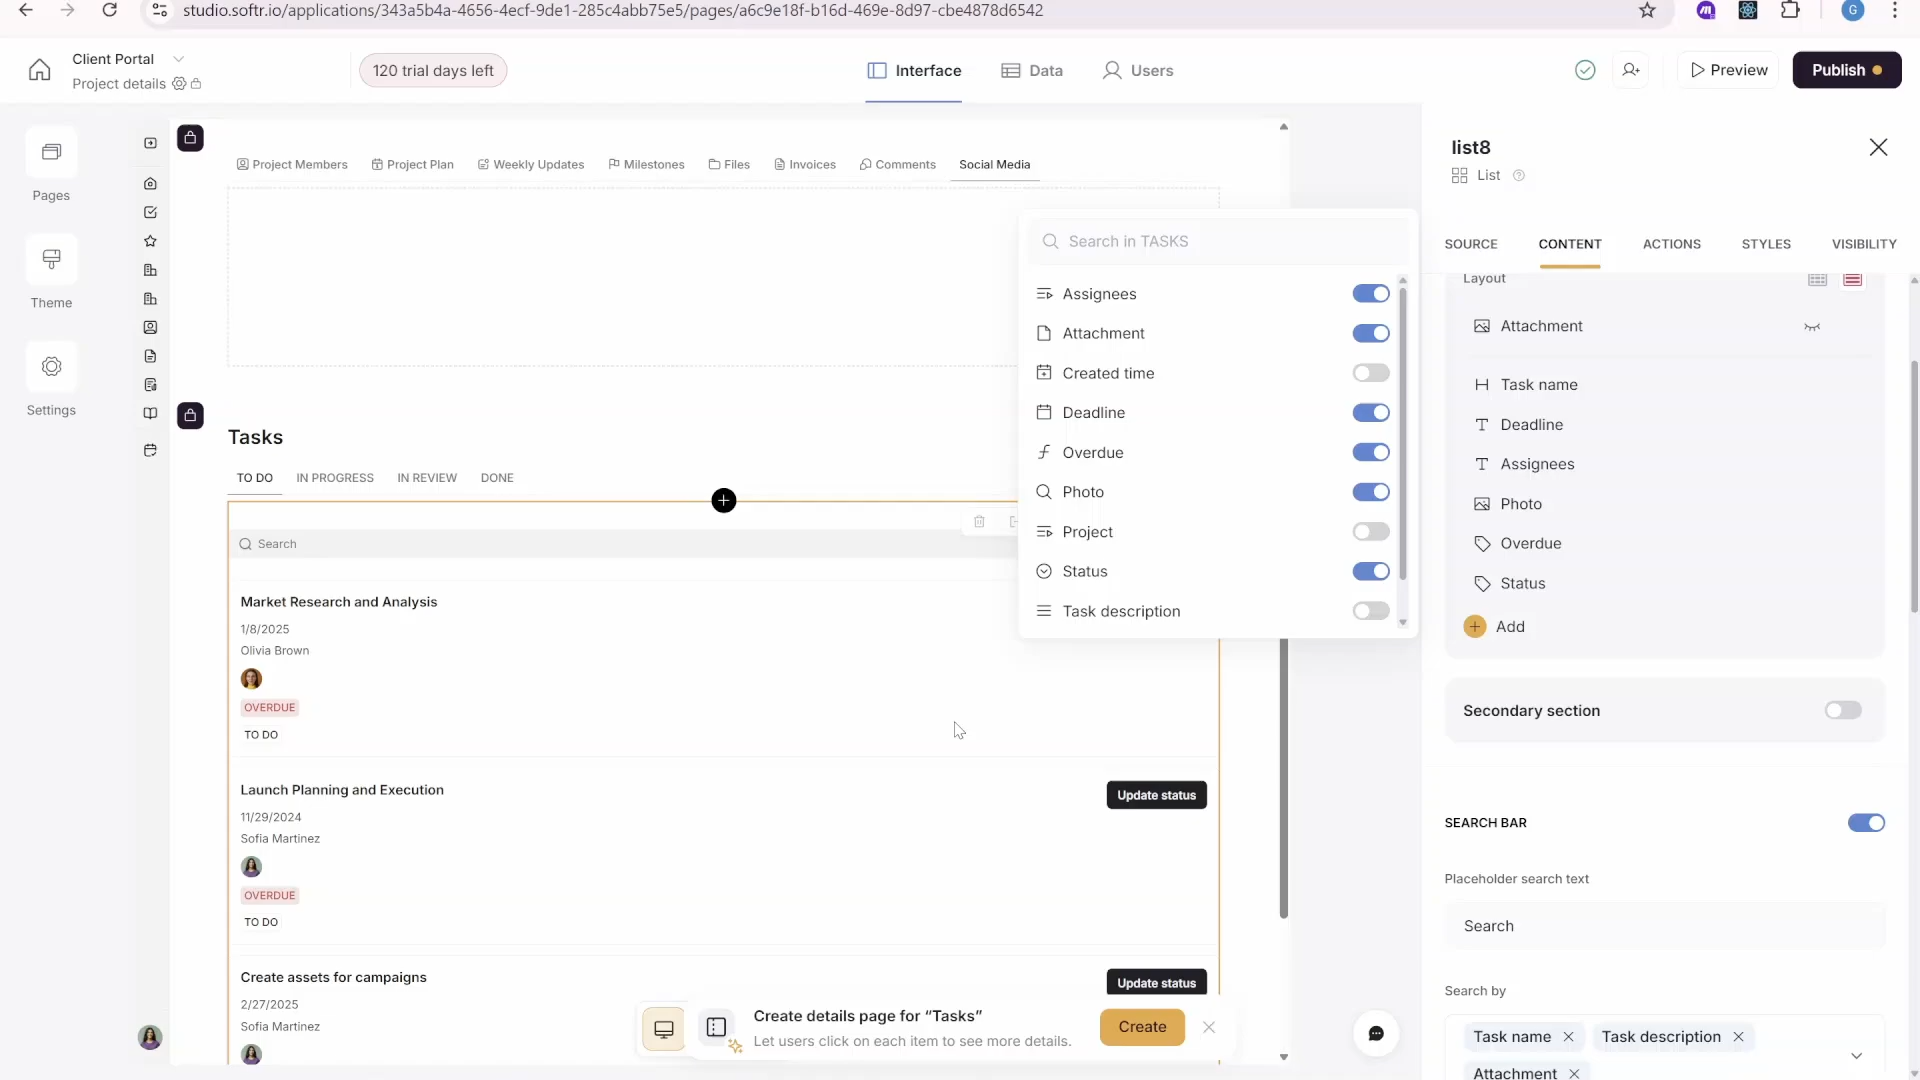 studio.softr.io/applications/343a5b4a-4656-4ecf-9de1-285c4abb75e5/pages/a6c9e18f-b16d-469e-8d97-cbe4878d6542
G
Client Portal
Project details
120 trial days left
Interface
Data
Users
Preview
Publish
Pages
Theme
Settings
Project Members
Project Plan
Weekly Updates
Milestones
Files
Invoices
Comments
Social Media
Tasks
TO DO
IN PROGRESS
IN REVIEW
DONE
Search
Market Research and Analysis
1/8/2025
Olivia Brown
OVERDUE
TO DO
Launch Planning and Execution
Update status
11/29/2024
Sofia Martinez
OVERDUE
TO DO
Create assets for campaigns
Update status
2/27/2025
Sofia Martinez
Create details page for “Tasks”
Let users click on each item to see more details.
Create
Search in TASKS
Assignees
Attachment
Created time
Deadline
Overdue
Photo
Project
Status
Task description
list8
List
SOURCE
CONTENT
ACTIONS
STYLES
VISIBILITY
Layout
Attachment
Task name
Deadline
Assignees
Photo
Overdue
Status
Add
Secondary section
SEARCH BAR
Placeholder search text
Search
Search by
Task name
Task description
Attachment